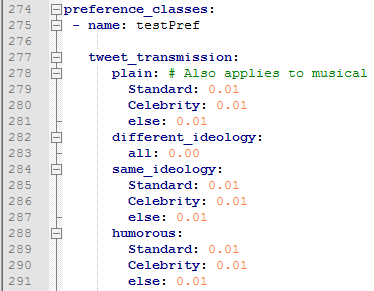 274 preference_classes:
275 - name: testPref
276
277 tweet_transmission:
278 plain: # Also applies to musical
279 Standard: 0.01
280 Celebrity: 0.01
281 else: 0.01
282 different_ideology:
283 all: 0.00
284 same_ideology:
285 Standard: 0.01
286 Celebrity: 0.01
287 else: 0.01
288 humorous:
289 Standard: 0.01
290 Celebrity: 0.01
291 else: 0.01